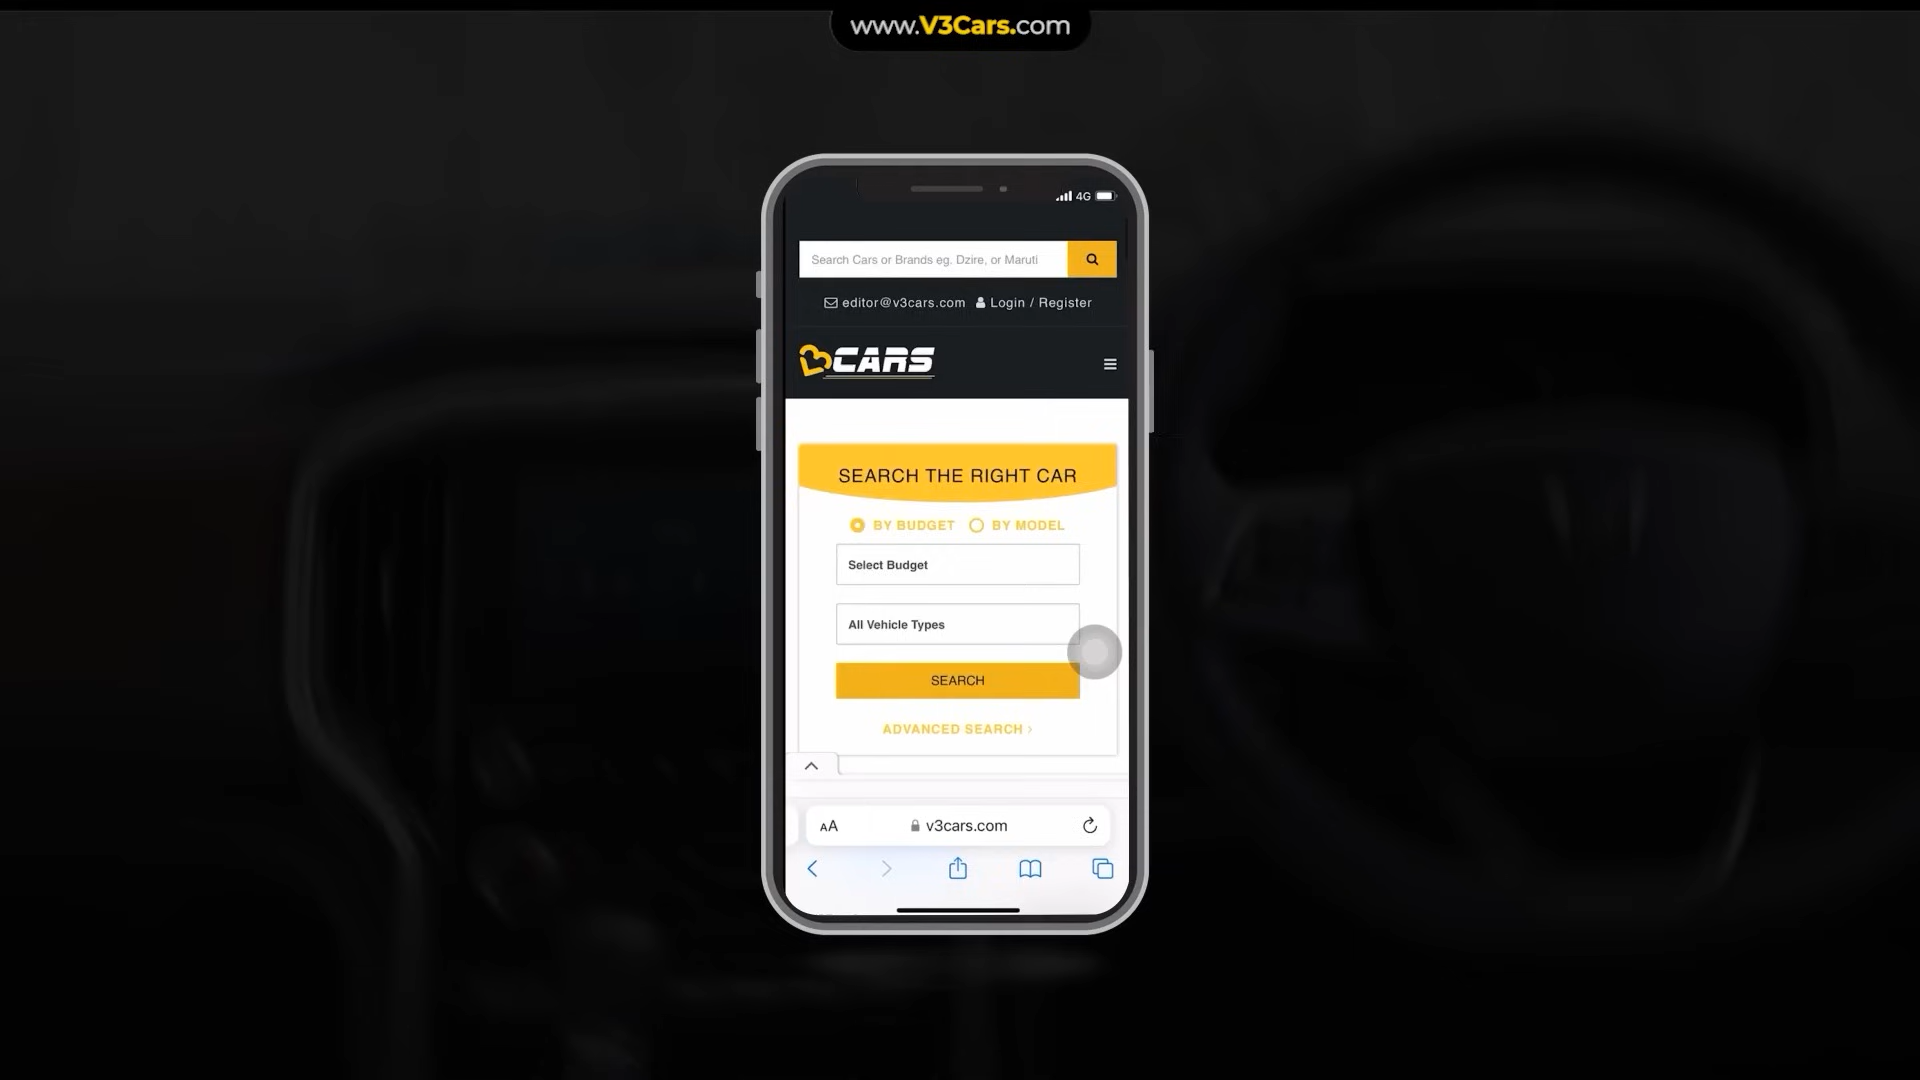 www.V3Cars.com
4G
Search Cars or Brands eg. Dzire, or Maruti
editor@v3cars.com Login / Register
CARS
SEARCH THE RIGHT CAR
BY BUDGET BY MODEL
Select Budget
All Vehicle Types
SEARCH
ADVANCED SEARCH ›
AA v3cars.com